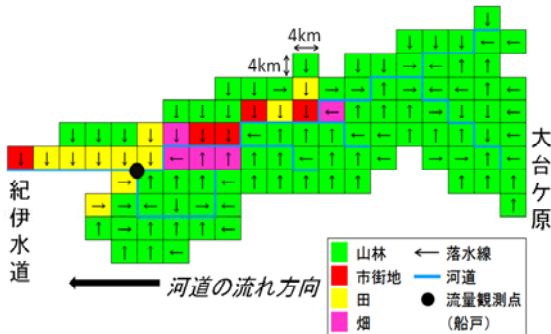 4km
4km
大台ケ原
紀伊水道
河道の流れ方向
山林
市街地
田
畑
落水線
河道
流量観測点
(船戸)